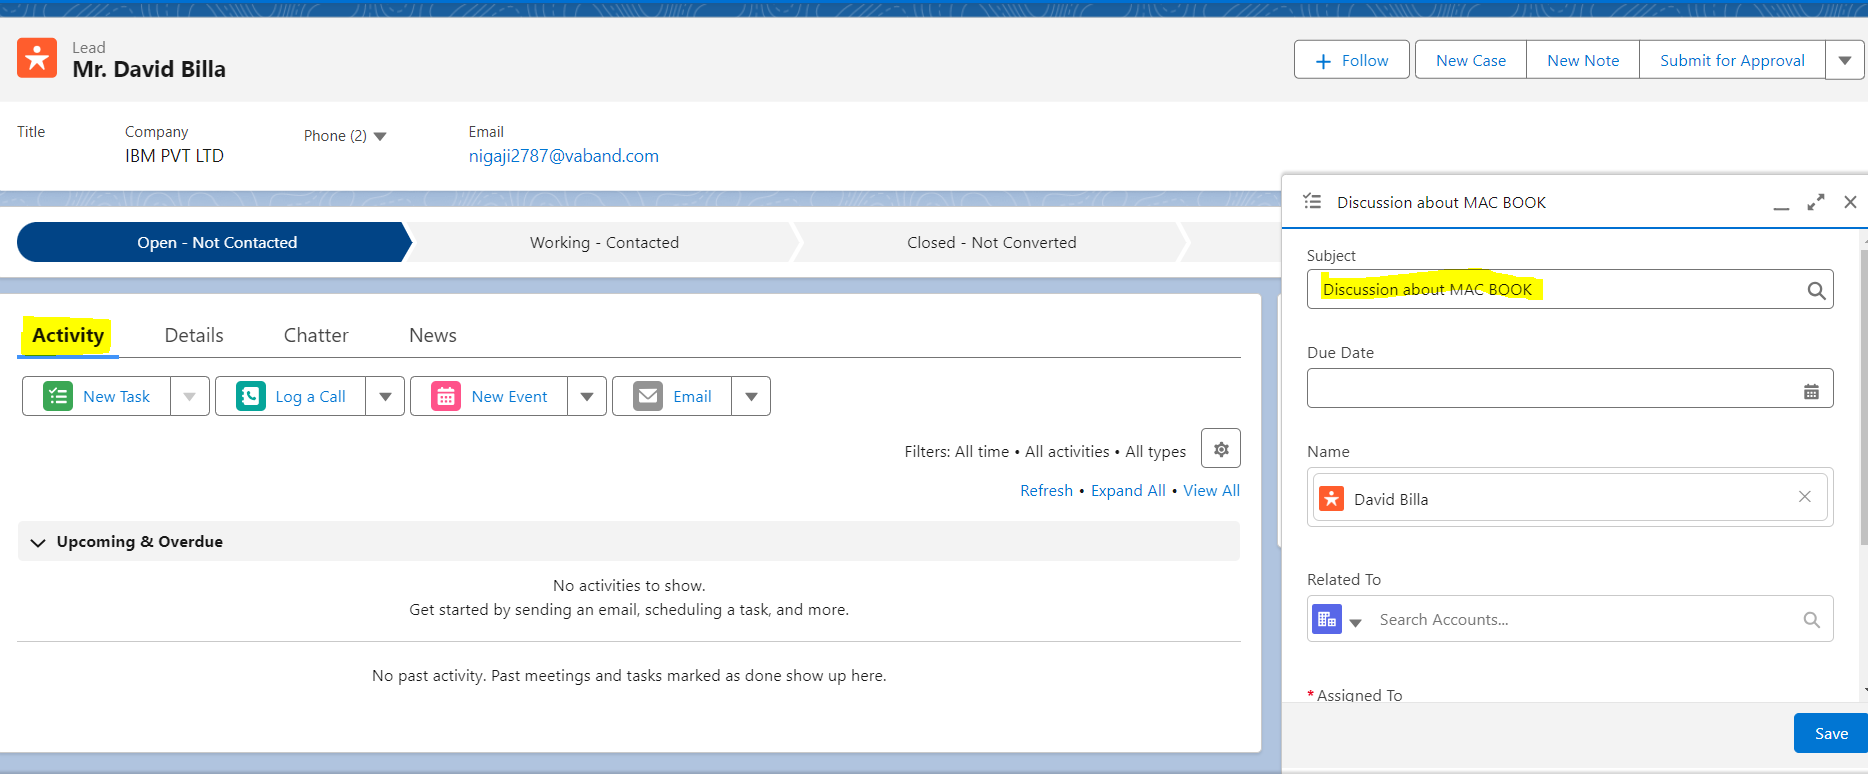 Lead
Mr. David Billa
Follow
New Case
New Note
Submit for Approval
Title
Company
IBM PVT LTD
Phone (2)
Email
nigaji2787@vaband.com
Open - Not Contacted
Working - Contacted
Closed - Not Converted
Activity
Details
Chatter
News
New Task
Log a Call
New Event
Email
Filters: All time • All activities • All types
Refresh • Expand All • View All
Upcoming & Overdue
No activities to show.
Get started by sending an email, scheduling a task, and more.
No past activity. Past meetings and tasks marked as done show up here.
Discussion about MAC BOOK
Subject
Discussion about MAC BOOK
Due Date
Name
David Billa
Related To
Search Accounts...
*Assigned To
Save